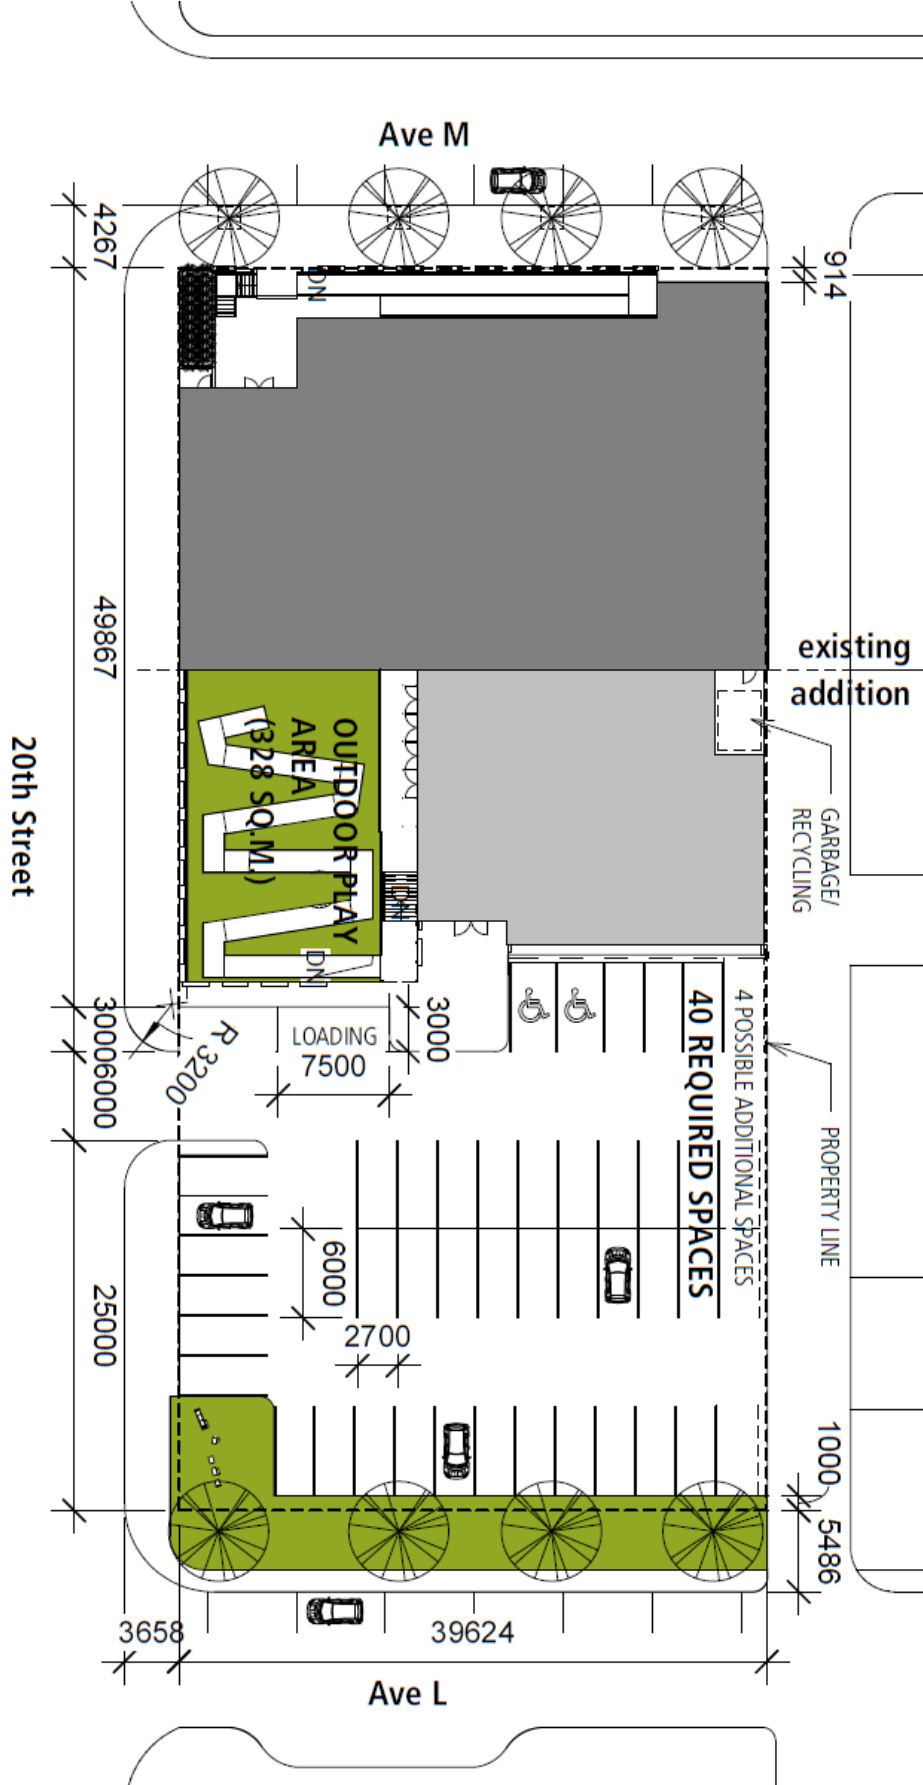 Ave M
4267
914
DN
existing
addition
49867
20th Street
OUTDOOR PLAY
AREA
(328 SQ.M.)
GARBAGE/
RECYCLING
DN
DN
3000
6000
R 3200
LOADING
7500
3000
4 POSSIBLE ADDITIONAL SPACES
40 REQUIRED SPACES
PROPERTY LINE
6000
2700
25000
1000
5486
3658
39624
Ave L